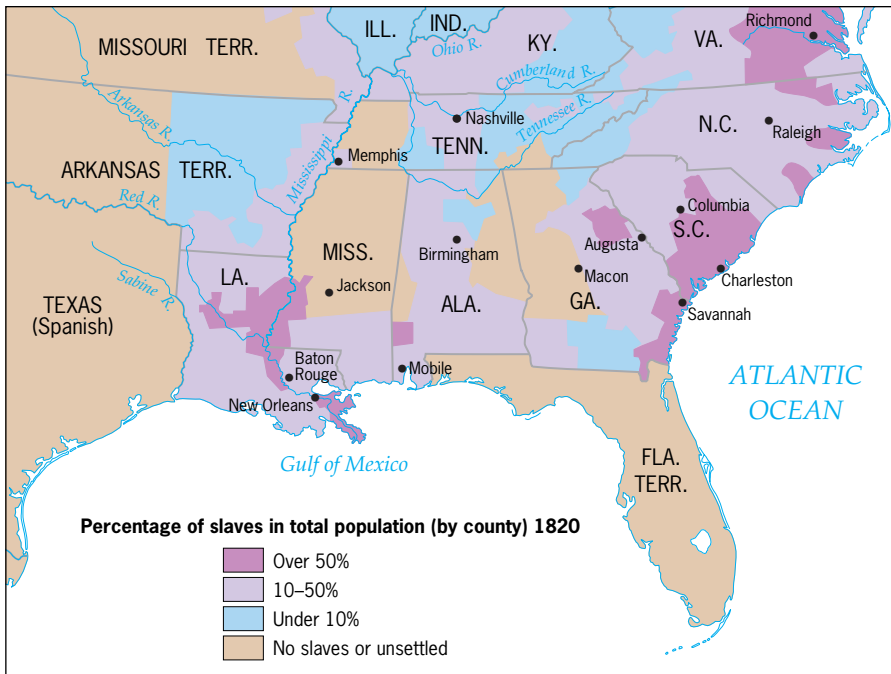 MISSOURI TERR.
ILL.
IND.
Ohio R.
KY.
VA.
Richmond
Arkansas R.
Cumberland R.
Nashville
Tennessee R.
TENN.
N.C.
Raleigh
Mississippi R.
Memphis
ARKANSAS TERR.
Red R.
Columbia
S.C.
Augusta
Charleston
MISS.
Birmingham
Jackson
Macon
GA.
Savannah
LA.
ALA.
Sabine R.
TEXAS
(Spanish)
Baton
Rouge
Mobile
New Orleans
ATLANTIC
OCEAN
Gulf of Mexico
FLA.
TERR.
Percentage of slaves in total population (by county) 1820
Over 50%
10–50%
Under 10%
No slaves or unsettled